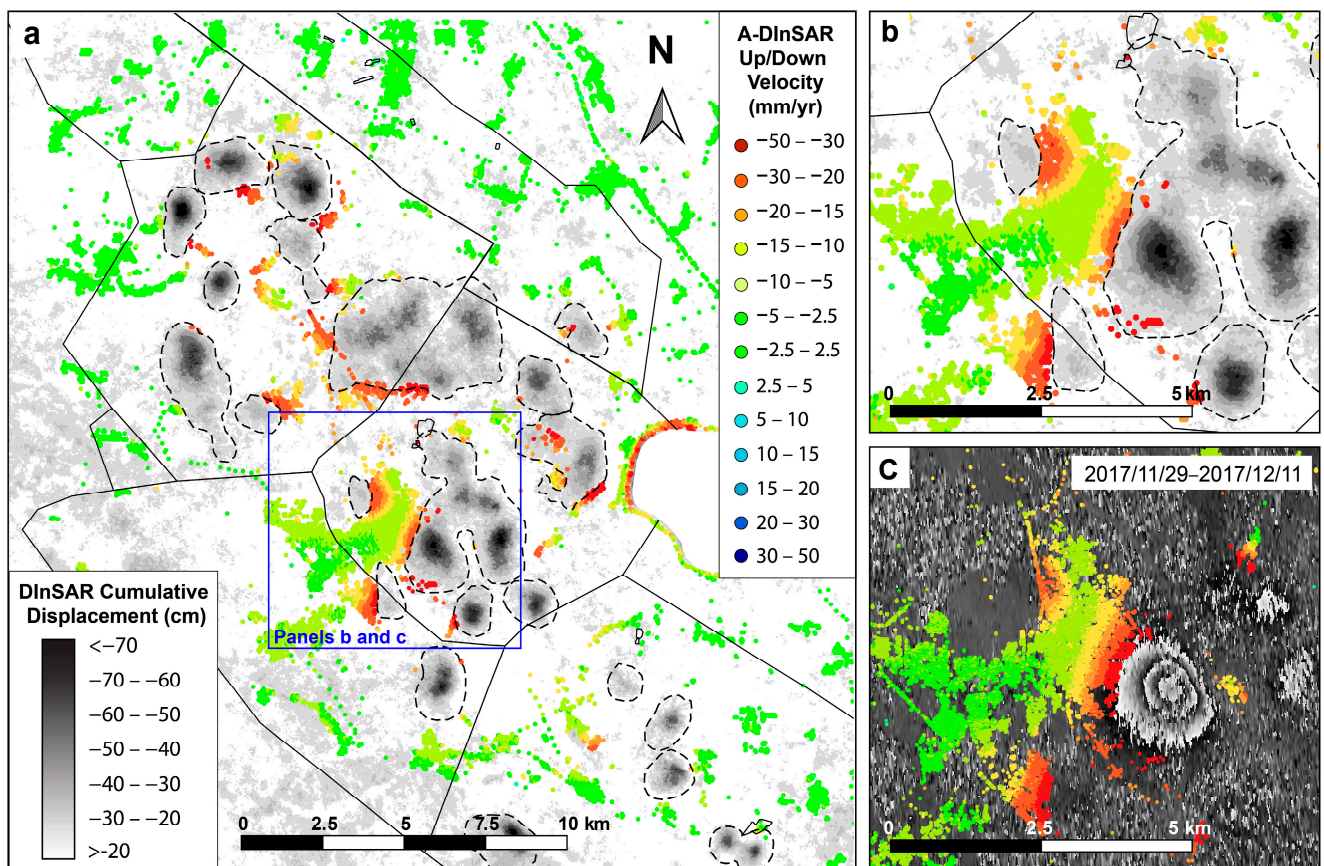 a
N
A-DInSAR
Up/Down
Velocity
(mm/yr)
−50 – −30
−30 – −20
−20 – −15
−15 – −10
−10 – −5
−5 – −2.5
−2.5 – 2.5
2.5 – 5
5 – 10
10 – 15
15 – 20
20 – 30
30 – 50
DInSAR Cumulative
Displacement (cm)
<−70
−70 – −60
−60 – −50
−50 – −40
−40 – −30
−30 – −20
>-20
Panels b and c
0 2.5 5 7.5 10 km
b
0 2.5 5 km
c
2017/11/29–2017/12/11
0 2.5 5 km